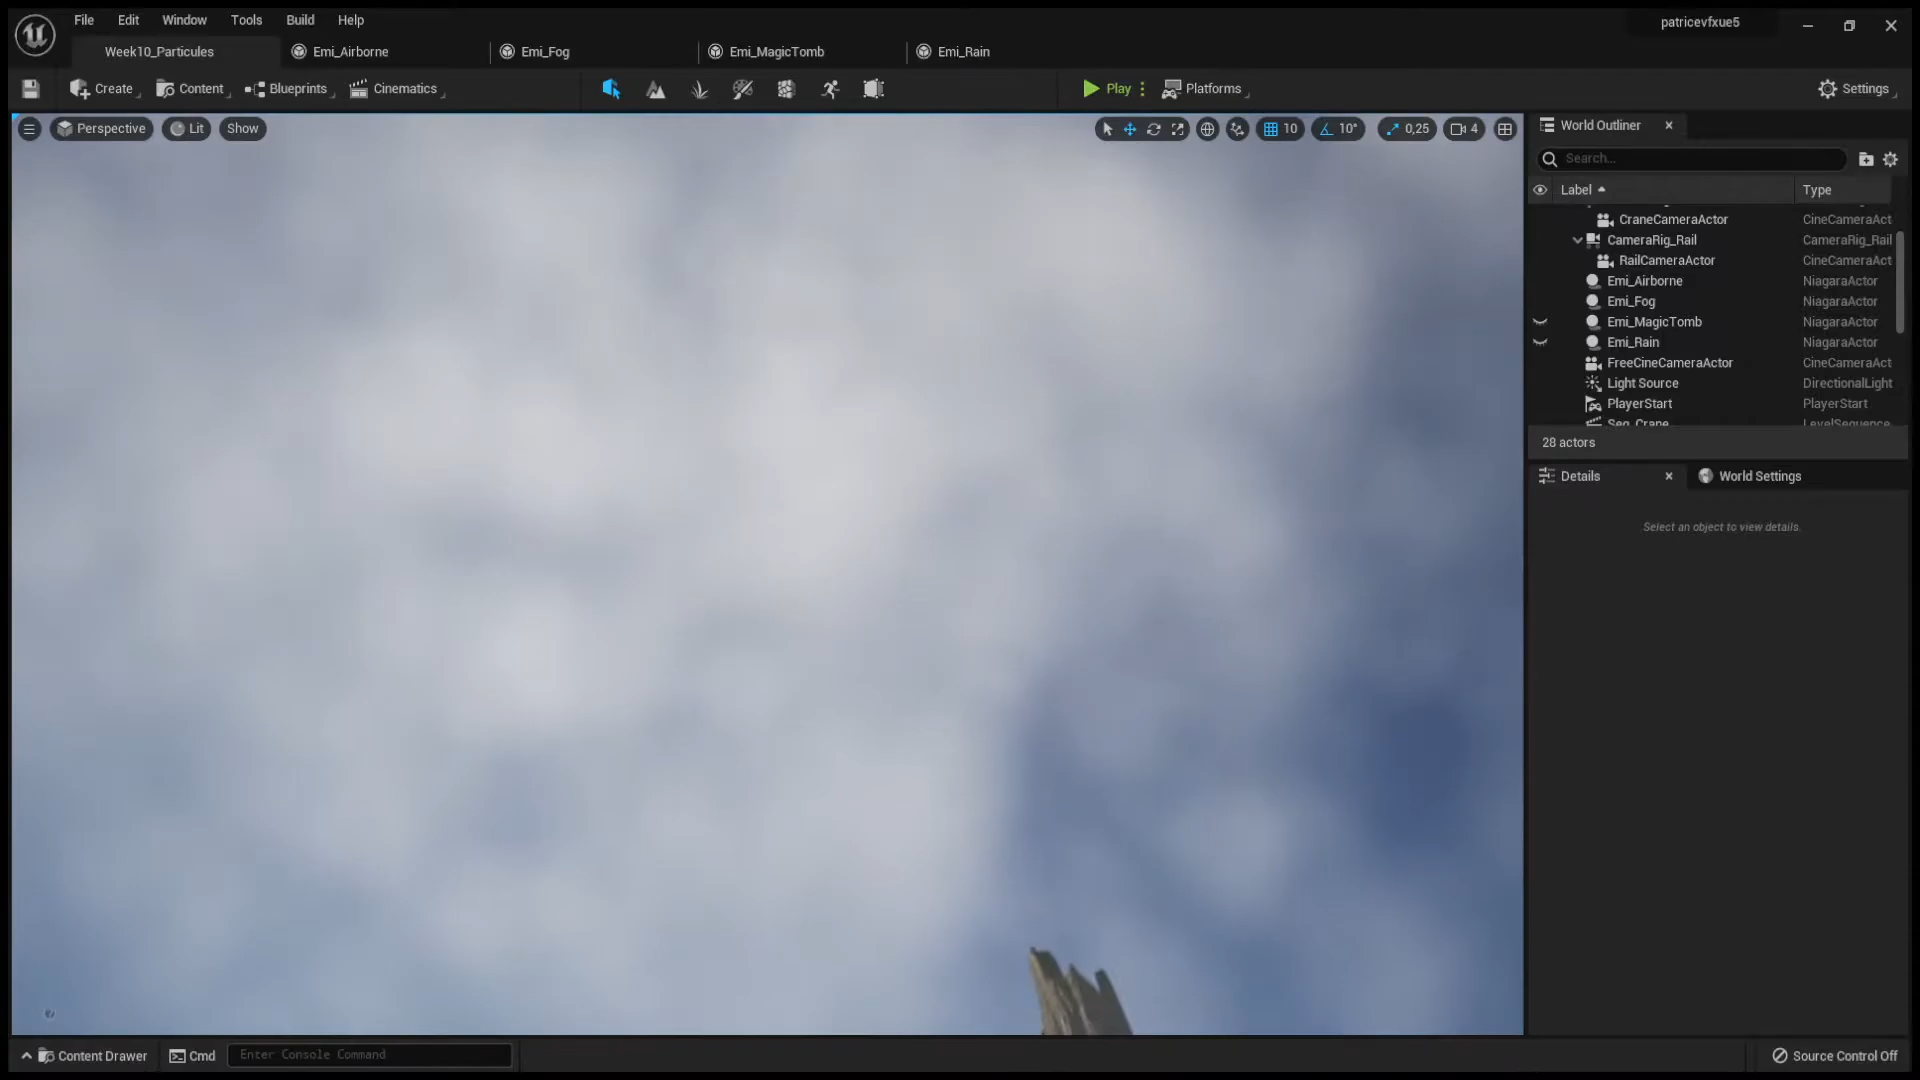 File Edit Window Tools Build Help
patricevfxue5
Week10_Particules Emi_Airborne Emi_Fog Emi_MagicTomb Emi_Rain
Create Content Blueprints Cinematics Play Platforms Settings
Perspective Lit Show 10 10° 0,25 4
World Outliner
Search...
Label Type
CraneCameraActor CineCameraAct
CameraRig_Rail CameraRig_Rail
RailCameraActor CineCameraAct
Emi_Airborne NiagaraActor
Emi_Fog NiagaraActor
Emi_MagicTomb NiagaraActor
Emi_Rain NiagaraActor
FreeCineCameraActor CineCameraAct
Light Source DirectionalLight
PlayerStart PlayerStart
Seq_Crane LevelSequence
28 actors
Details World Settings
Select an object to view details.
Content Drawer Cmd Enter Console Command Source Control Off